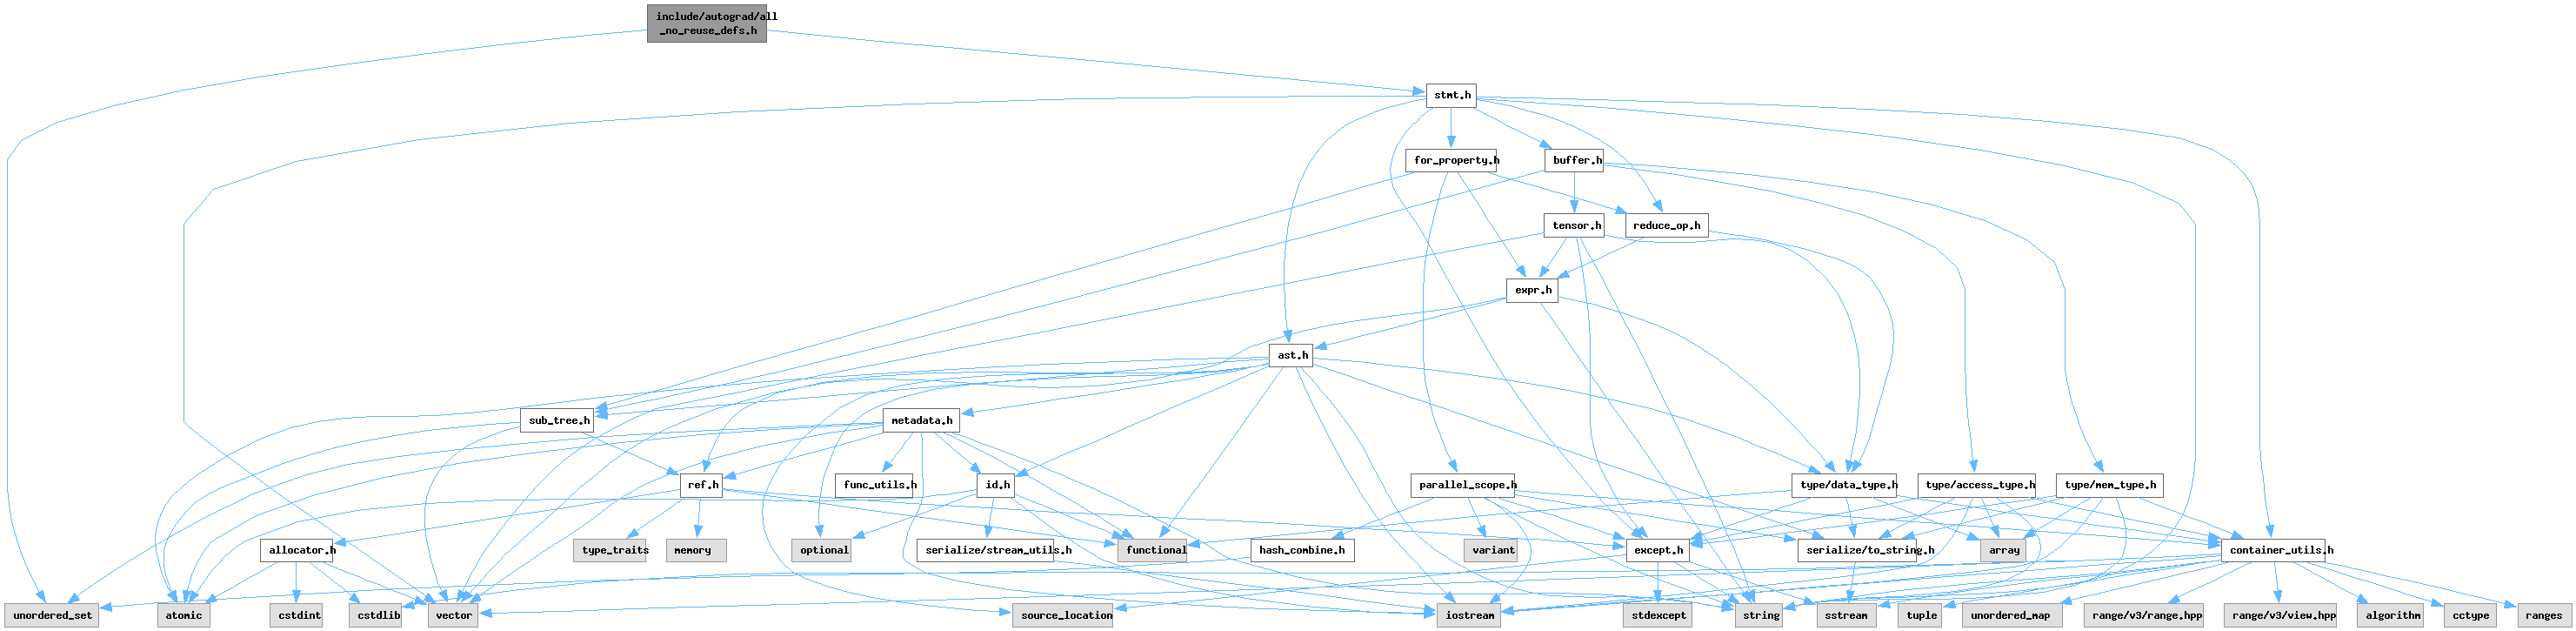 include/autograd/all
_no_reuse_defs.h
stmt.h
for_property.h
buffer.h
tensor.h
reduce_op.h
expr.h
ast.h
sub_tree.h
metadata.h
ref.h
func_utils.h
id.h
parallel_scope.h
type/data_type.h
type/access_type.h
type/mem_type.h
allocator.h
type_traits
memory
optional
serialize/stream_utils.h
functional
hash_combine.h
variant
except.h
serialize/to_string.h
array
container_utils.h
unordered_set
atomic
cstdint
cstdlib
vector
source_location
iostream
stdexcept
string
sstream
tuple
unordered_map
range/v3/range.hpp
range/v3/view.hpp
algorithm
cctype
ranges